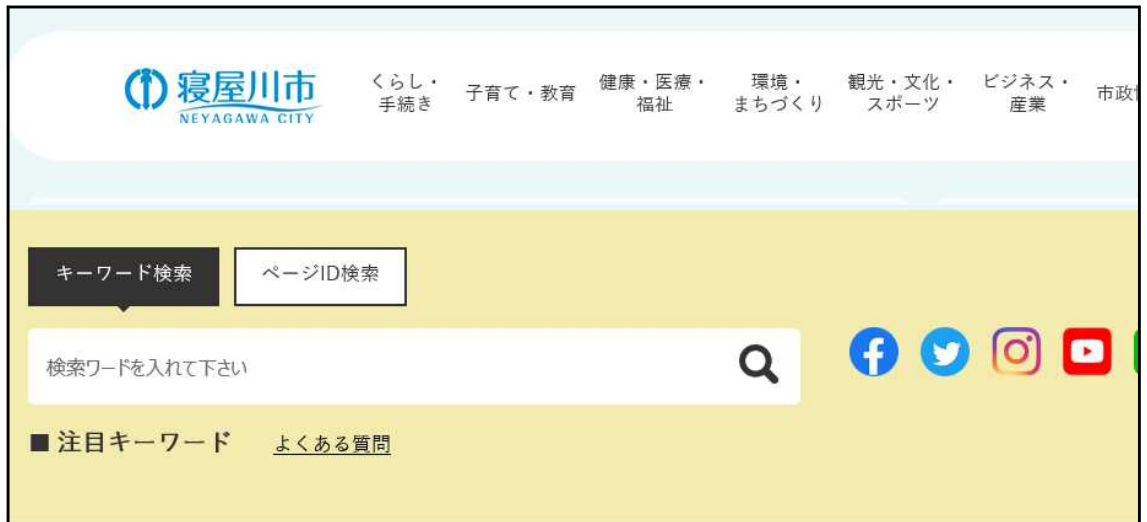 寝屋川市
NEYAGAWA CITY
くらし・
手続き
子育て・教育
健康・医療・
福祉
環境・
まちづくり
観光・文化・
スポーツ
ビジネス・
産業
市政
キーワード検索
ページID検索
検索ワードを入れて下さい
■注目キーワード
よくある質問